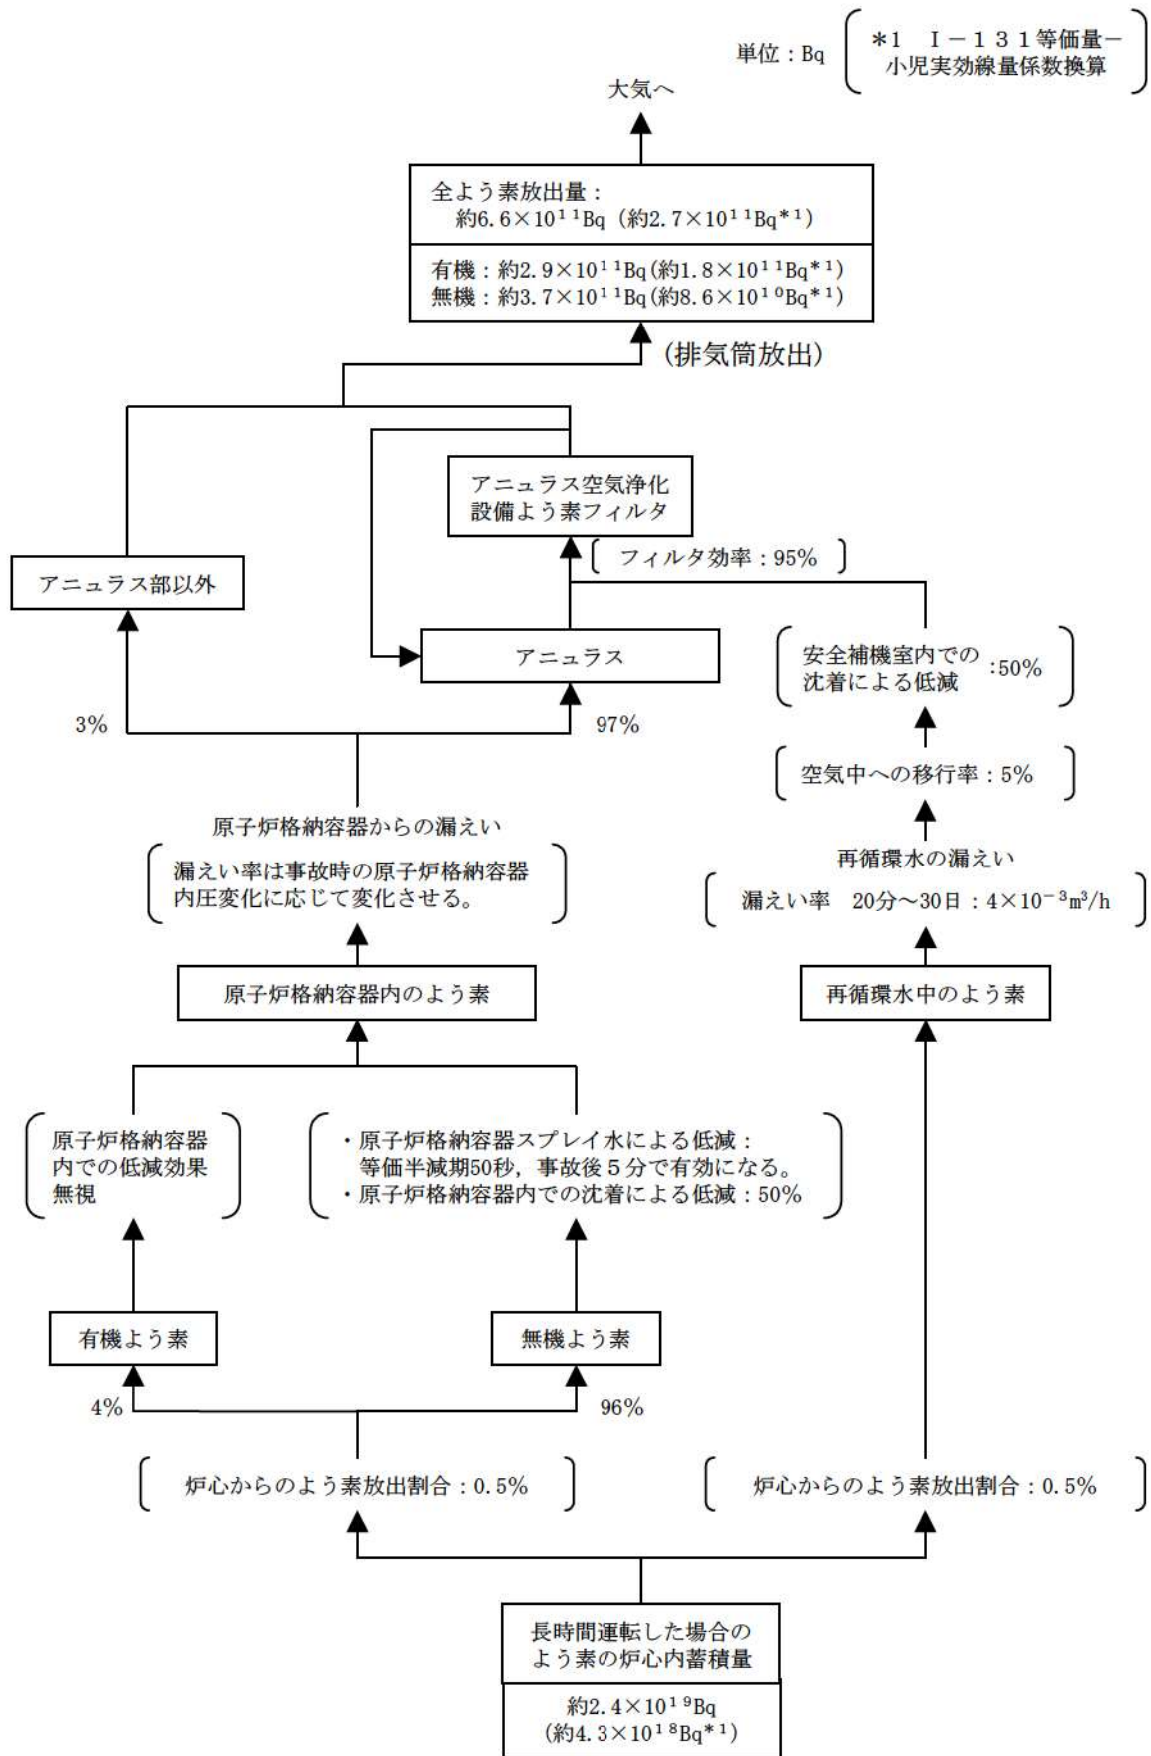 単位：Bq
＊1　Ｉ－１３１等価量－
小児実効線量係数換算
大気へ
全よう素放出量：
約6.6×10¹¹Bq（約2.7×10¹¹Bq*¹）
有機：約2.9×10¹¹Bq(約1.8×10¹¹Bq*¹)
無機：約3.7×10¹¹Bq(約8.6×10¹⁰Bq*¹)
(排気筒放出)
アニュラス空気浄化
設備よう素フィルタ
フィルタ効率：95%
アニュラス部以外
アニュラス
安全補機室内での
沈着による低減
:50%
3%
97%
空気中への移行率：5%
原子炉格納容器からの漏えい
漏えい率は事故時の原子炉格納容器
内圧変化に応じて変化させる。
再循環水の漏えい
漏えい率　20分～30日：4×10⁻³m³/h
原子炉格納容器内のよう素
再循環水中のよう素
原子炉格納容器
内での低減効果
無視
・原子炉格納容器スプレイ水による低減：
等価半減期50秒，事故後５分で有効になる。
・原子炉格納容器内での沈着による低減：50%
有機よう素
無機よう素
4%
96%
炉心からのよう素放出割合：0.5%
炉心からのよう素放出割合：0.5%
長時間運転した場合の
よう素の炉心内蓄積量
約2.4×10¹⁹Bq
(約4.3×10¹⁸Bq*¹)